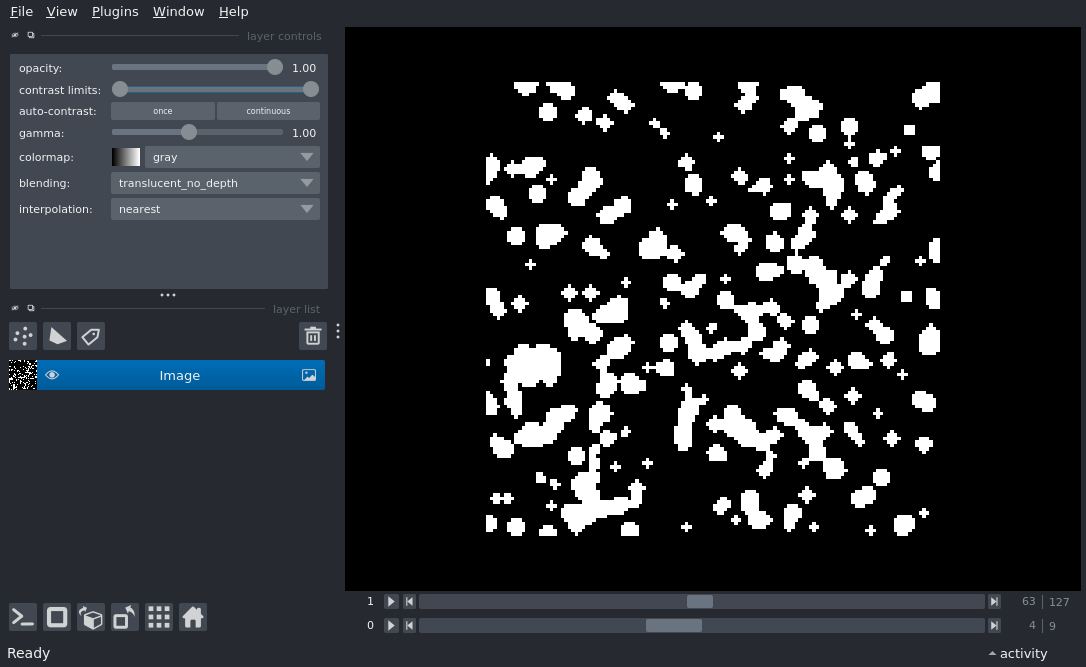 File View Plugins Window Help
layer controls
opacity: 1.00
contrast limits:
auto-contrast: once continuous
gamma: 1.00
colormap: gray
blending: translucent_no_depth
interpolation: nearest
layer list
Image
1 63 127
0 4 9
Ready activity